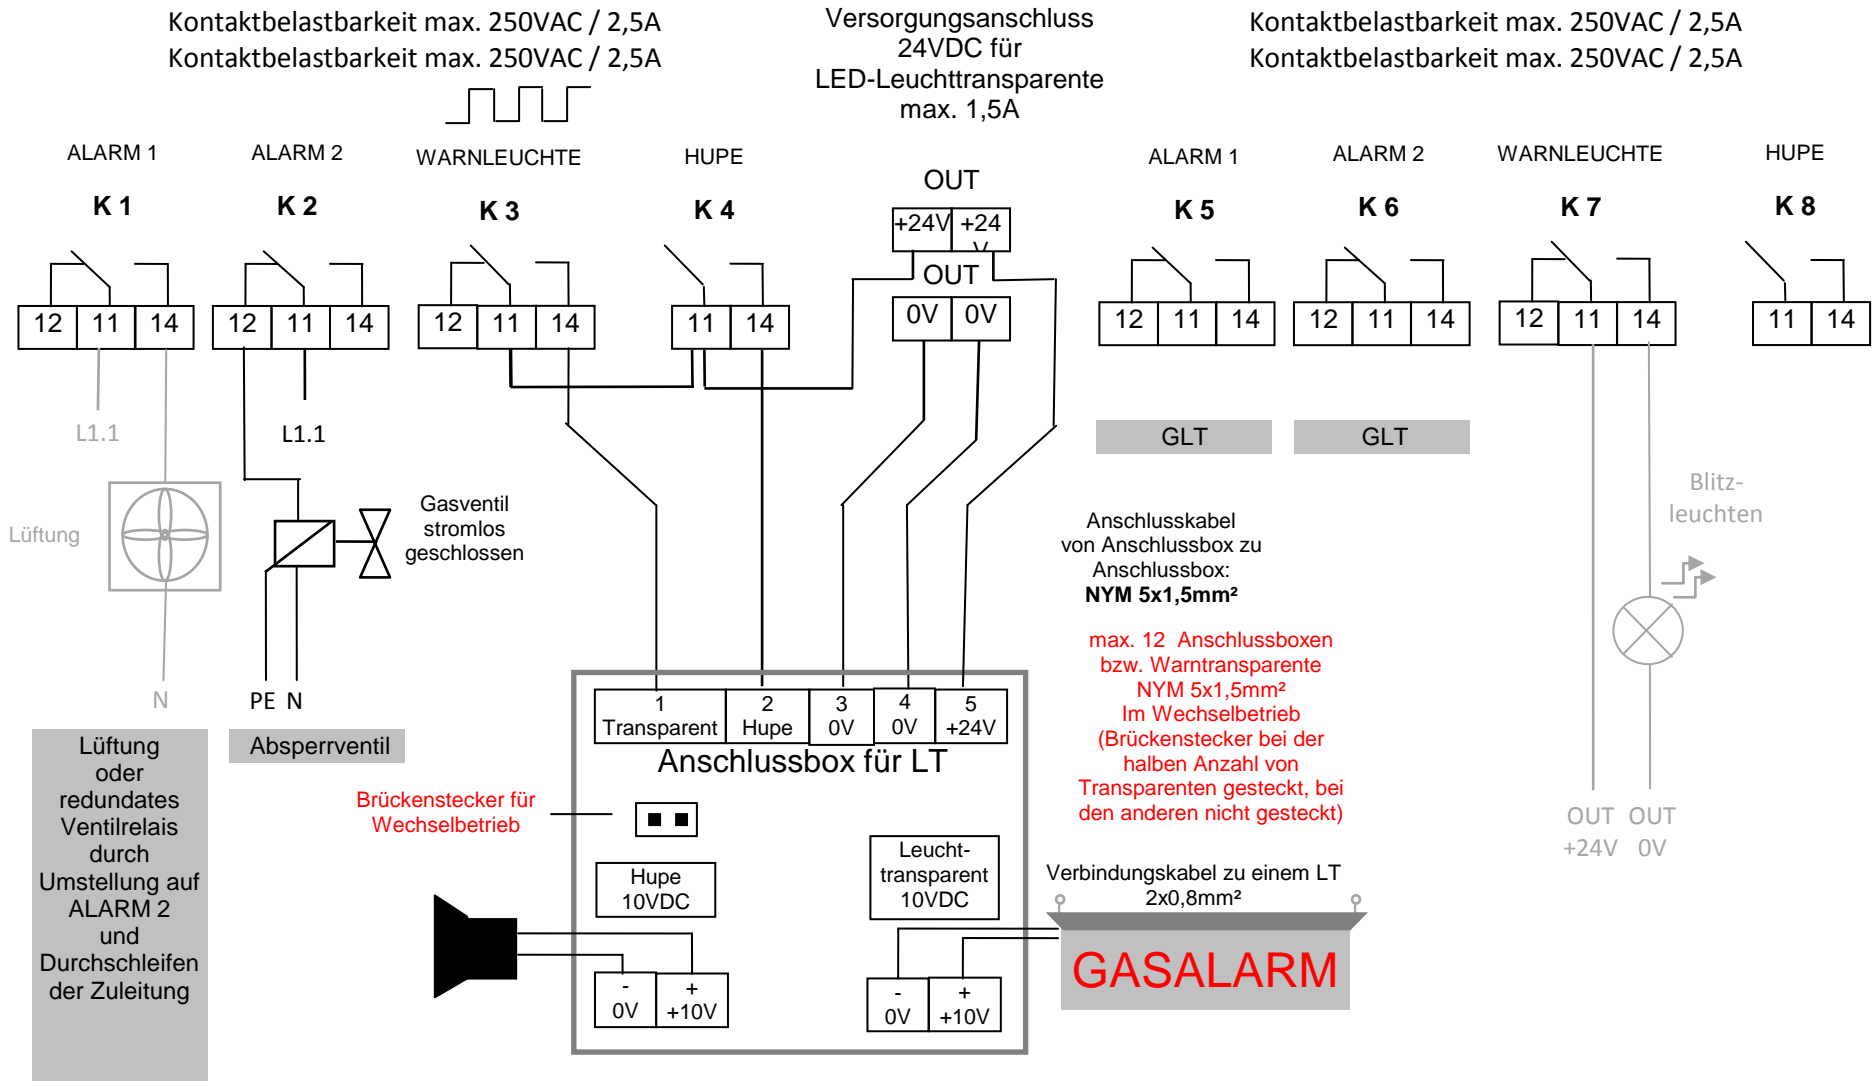 Kontaktbelastbarkeit max. 250VAC / 2,5A
Kontaktbelastbarkeit max. 250VAC / 2,5A
Versorgungsanschluss
24VDC für
LED-Leuchttransparente
max. 1,5A
Kontaktbelastbarkeit max. 250VAC / 2,5A
Kontaktbelastbarkeit max. 250VAC / 2,5A
ALARM 1
ALARM 2
WARNLEUCHTE
HUPE
ALARM 1
ALARM 2
WARNLEUCHTE
HUPE
K 1
K 2
K 3
K 4
OUT
K 5
K 6
K 7
K 8
+24V
+24
V
OUT
0V
0V
12 11 14
12 11 14
12 11 14
11 14
12 11 14
12 11 14
12 11 14
11 14
L1.1
L1.1
GLT
GLT
Lüftung
Gasventil
stromlos
geschlossen
N
PE N
Lüftung
oder
redundates
Ventilrelais
durch
Umstellung auf
ALARM 2
und
Durchschleifen
der Zuleitung
Absperrventil
Anschlusskabel
von Anschlussbox zu
Anschlussbox:
NYM 5x1,5mm²
max. 12 Anschlussboxen
bzw. Warntransparente
NYM 5x1,5mm²
Im Wechselbetrieb
(Brückenstecker bei der
halben Anzahl von
Transparenten gesteckt, bei
den anderen nicht gesteckt)
Blitz-
leuchten
OUT OUT
+24V 0V
1
Transparent
2
Hupe
3
0V
4
0V
5
+24V
Anschlussbox für LT
Brückenstecker für
Wechselbetrieb
Hupe
10VDC
Leucht-
transparent
10VDC
-
0V
+
+10V
-
0V
+
+10V
Verbindungskabel zu einem LT
2x0,8mm²
GASALARM